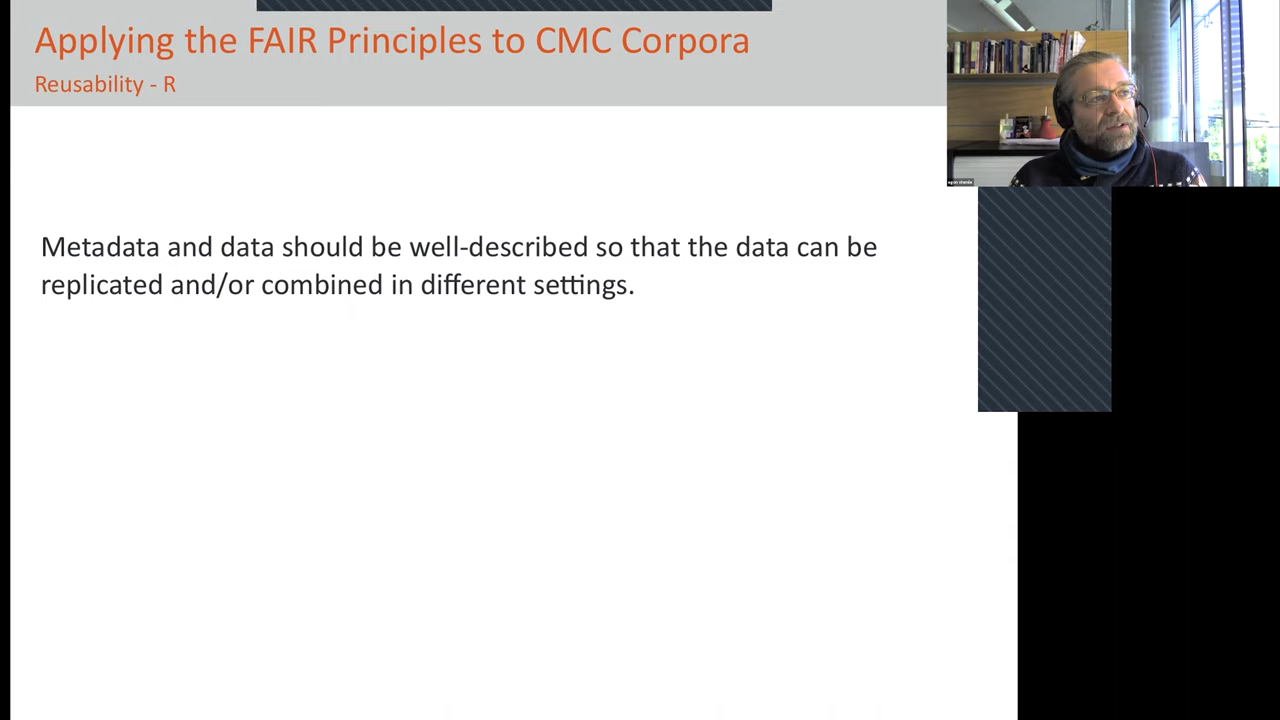 Applying the FAIR Principles to CMC Corpora
Reusability - R
Metadata and data should be well-described so that the data can be
replicated and/or combined in different settings.